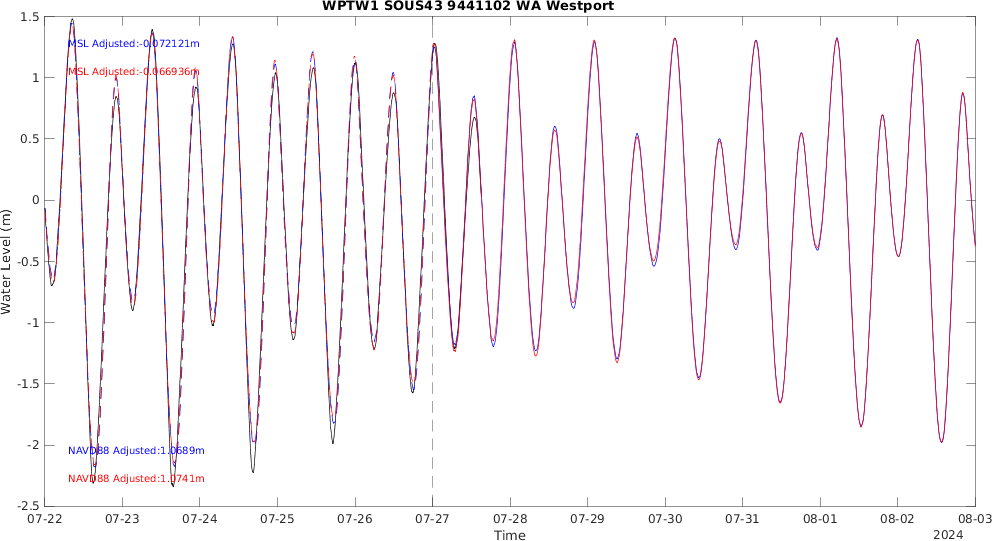 WPTW1 SOUS43 9441102 WA Westport
MSL Adjusted:-0.072121m
MSL Adjusted:-0.066936m
NAVD88 Adjusted:1.0689m
NAVD88 Adjusted:1.0741m
Water Level (m)
1.5
1
0.5
0
-0.5
-1
-1.5
-2
-2.5
07-22 07-23 07-24 07-25 07-26 07-27 07-28 07-29 07-30 07-31 08-01 08-02 08-03
Time
2024